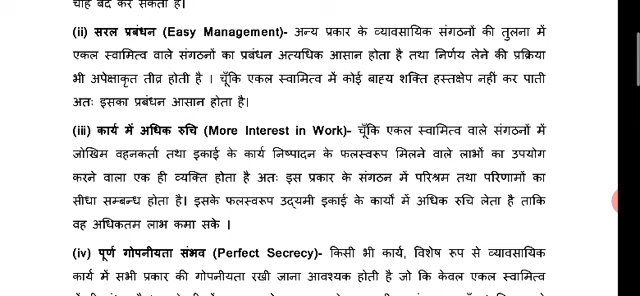 चाहे बंद कर सकता है।
(ii) सरल प्रबंधन (Easy Management)- अन्य प्रकार के व्यावसायिक संगठनों की तुलना में
एकल स्वामित्व वाले संगठनों का प्रबंधन अत्यधिक आसान होता है तथा निर्णय लेने की प्रक्रिया
भी अपेक्षाकृत तीव्र होती है । चूँकि एकल स्वामित्व में कोई बाह्य शक्ति हस्तक्षेप नहीं कर पाती
अतः इसका प्रबंधन आसान होता है।
(iii) कार्य में अधिक रुचि (More Interest in Work)- चूँकि एकल स्वामित्व वाले संगठनों में
जोखिम वहनकर्ता तथा इकाई के कार्य निष्पादन के फलस्वरूप मिलने वाले लाभों का उपयोग
करने वाला एक ही व्यक्ति होता है अतः इस प्रकार के संगठन में परिश्रम तथा परिणामों का
सीधा सम्बन्ध होता है। इसके फलस्वरूप उद्यमी इकाई के कार्यों में अधिक रुचि लेता है ताकि
वह अधिकतम लाभ कमा सके ।
(iv) पूर्ण गोपनीयता संभव (Perfect Secrecy)- किसी भी कार्य, विशेष रूप से व्यावसायिक
कार्य में सभी प्रकार की गोपनीयता रखी जाना आवश्यक होती है जो कि केवल एकल स्वामित्व